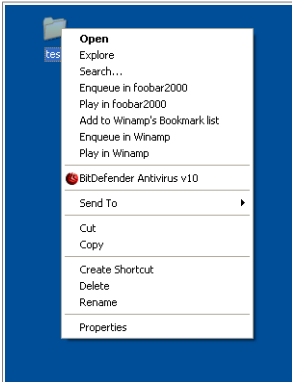 tes
Open
Explore
Search...
Enqueue in foobar2000
Play in foobar2000
Add to Winamp's Bookmark list
Enqueue in Winamp
Play in Winamp
BitDefender Antivirus v10
Send To
Cut
Copy
Create Shortcut
Delete
Rename
Properties